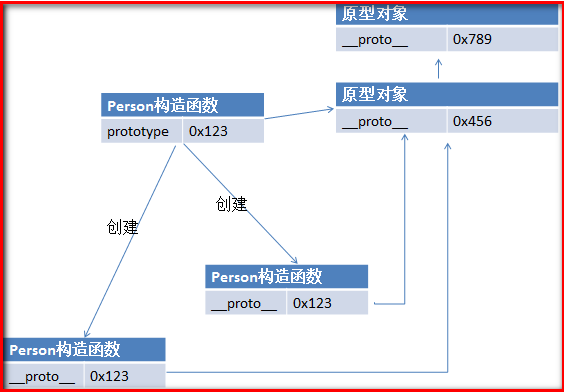 原型对象
__proto__ 0x789
原型对象
__proto__ 0x456
Person构造函数
prototype 0x123
创建
创建
Person构造函数
__proto__ 0x123
Person构造函数
__proto__ 0x123